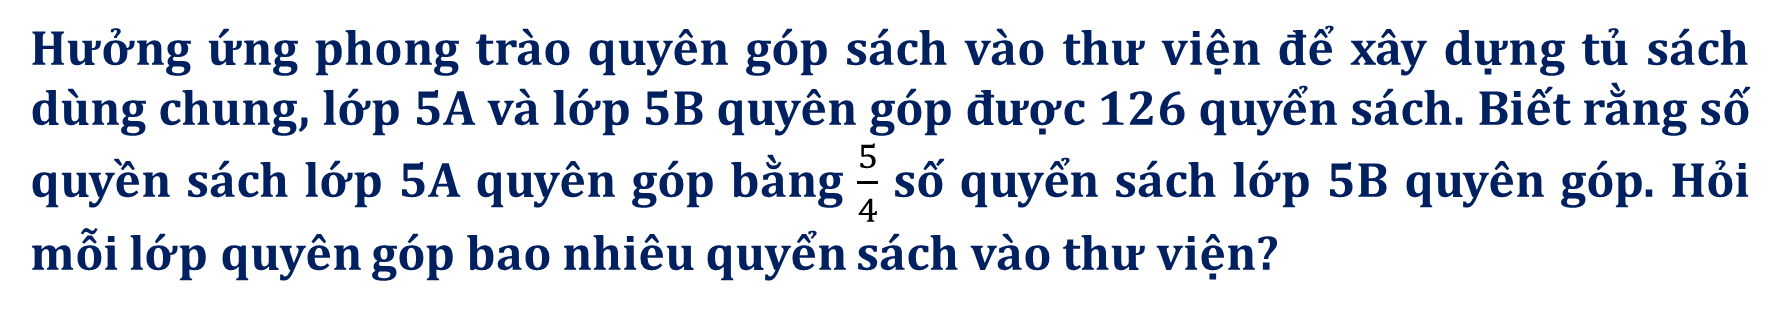 Hưởng ứng phong trào quyên góp sách vào thư viện để xây dựng tủ sách
dùng chung, lớp 5A và lớp 5B quyên góp được 126 quyển sách. Biết rằng số
quyền sách lớp 5A quyên góp bằng 5/4 số quyển sách lớp 5B quyên góp. Hỏi
mỗi lớp quyên góp bao nhiêu quyển sách vào thư viện?